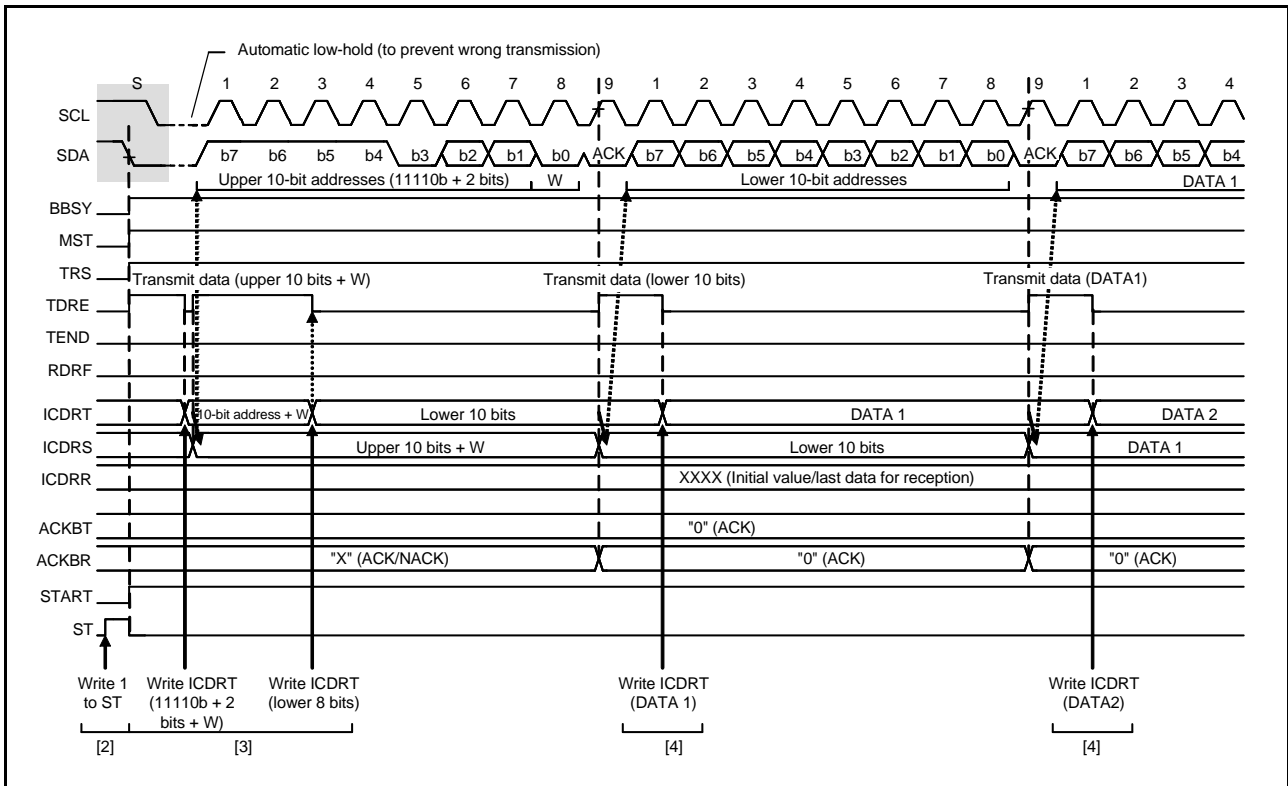 Automatic low-hold (to prevent wrong transmission)
S 1 2 3 4 5 6 7 8 9 1 2 3 4 5 6 7 8 9 1 2 3 4
SCL
SDA b7 b6 b5 b4 b3 b2 b1 b0 ACK b7 b6 b5 b4 b3 b2 b1 b0 ACK b7 b6 b5 b4
Upper 10-bit addresses (11110b + 2 bits) W Lower 10-bit addresses DATA 1
BBSY
MST
TRS
Transmit data (upper 10 bits + W) Transmit data (lower 10 bits) Transmit data (DATA1)
TDRE
TEND
RDRF
ICDRT 10-bit address + W Lower 10 bits DATA 1 DATA 2
ICDRS Upper 10 bits + W Lower 10 bits DATA 1
ICDRR XXXX (Initial value/last data for reception)
ACKBT "0" (ACK)
ACKBR "X" (ACK/NACK) "0" (ACK) "0" (ACK)
START
ST
Write 1 Write ICDRT Write ICDRT Write ICDRT Write ICDRT
to ST (11110b + 2 (lower 8 bits) (DATA 1) (DATA2)
bits + W)
[2] [3] [4] [4]